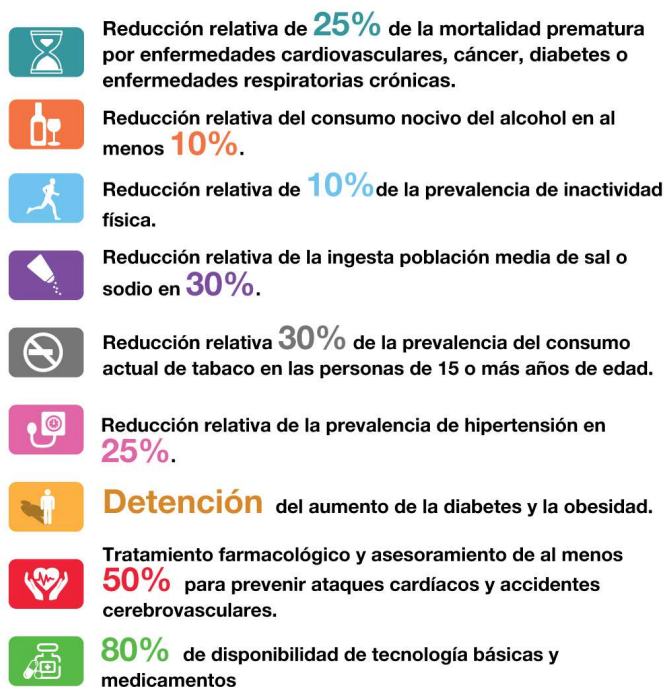 Reducción relativa de 25% de la mortalidad prematura
por enfermedades cardiovasculares, cáncer, diabetes o
enfermedades respiratorias crónicas.
Reducción relativa del consumo nocivo del alcohol en al
menos 10%.
Reducción relativa de 10% de la prevalencia de inactividad
física.
Reducción relativa de la ingesta población media de sal o
sodio en 30%.
Reducción relativa 30% de la prevalencia del consumo
actual de tabaco en las personas de 15 o más años de edad.
Reducción relativa de la prevalencia de hipertensión en
25%.
Detención del aumento de la diabetes y la obesidad.
Tratamiento farmacológico y asesoramiento de al menos
50% para prevenir ataques cardíacos y accidentes
cerebrovasculares.
80% de disponibilidad de tecnología básicas y
medicamentos